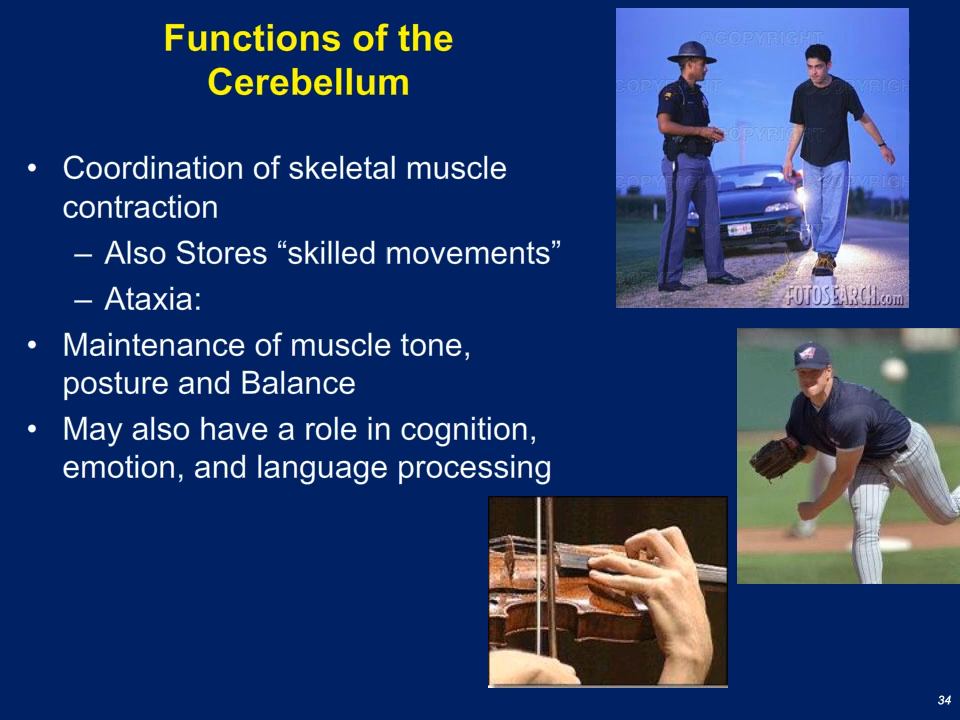 Functions of the
Cerebellum
• Coordination of skeletal muscle
contraction
– Also Stores “skilled movements”
– Ataxia:
• Maintenance of muscle tone,
posture and Balance
• May also have a role in cognition,
emotion, and language processing
©COPYRIGHT
FOTOSEARCH.com
34